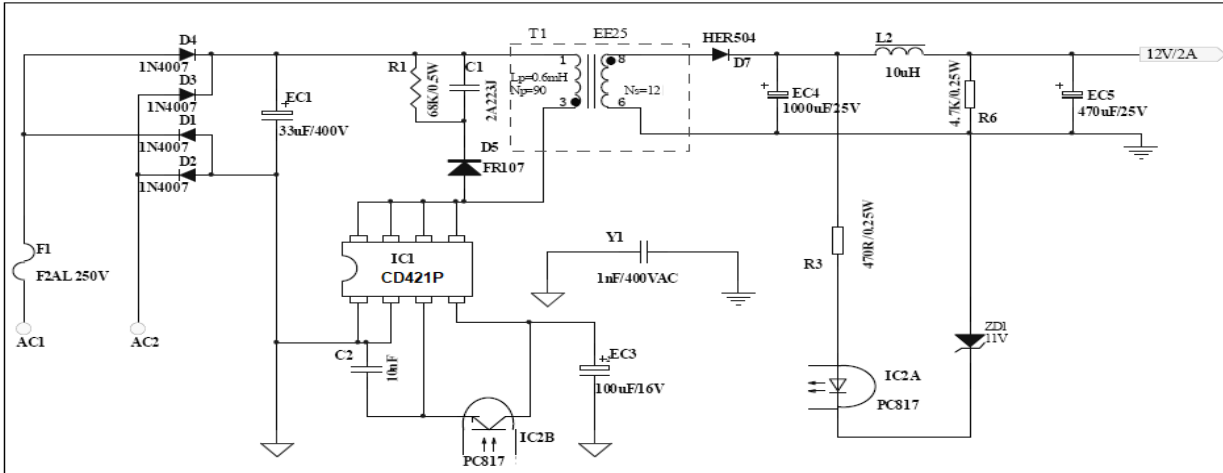 D4
1N4007
D3
1N4007
D1
1N4007
D2
1N4007
EC1
+
33uF/400V
F1
F2AL 250V
AC1
AC2
R1
68K/0.5W
C1
2A223J
D5
FR107
T1
EE25
1
Lp=0.6mH
Np=90
3
8
Ns=12
6
HER504
D7
L2
10uH
12V/2A
+
EC4
1000uF/25V
4.7K/0.25W
R6
+
EC5
470uF/25V
IC1
CD421P
Y1
1nF/400VAC
R3
470R/0.25W
C2
10nF
+
EC3
100uF/16V
IC2B
PC817
ZD1
11V
IC2A
PC817